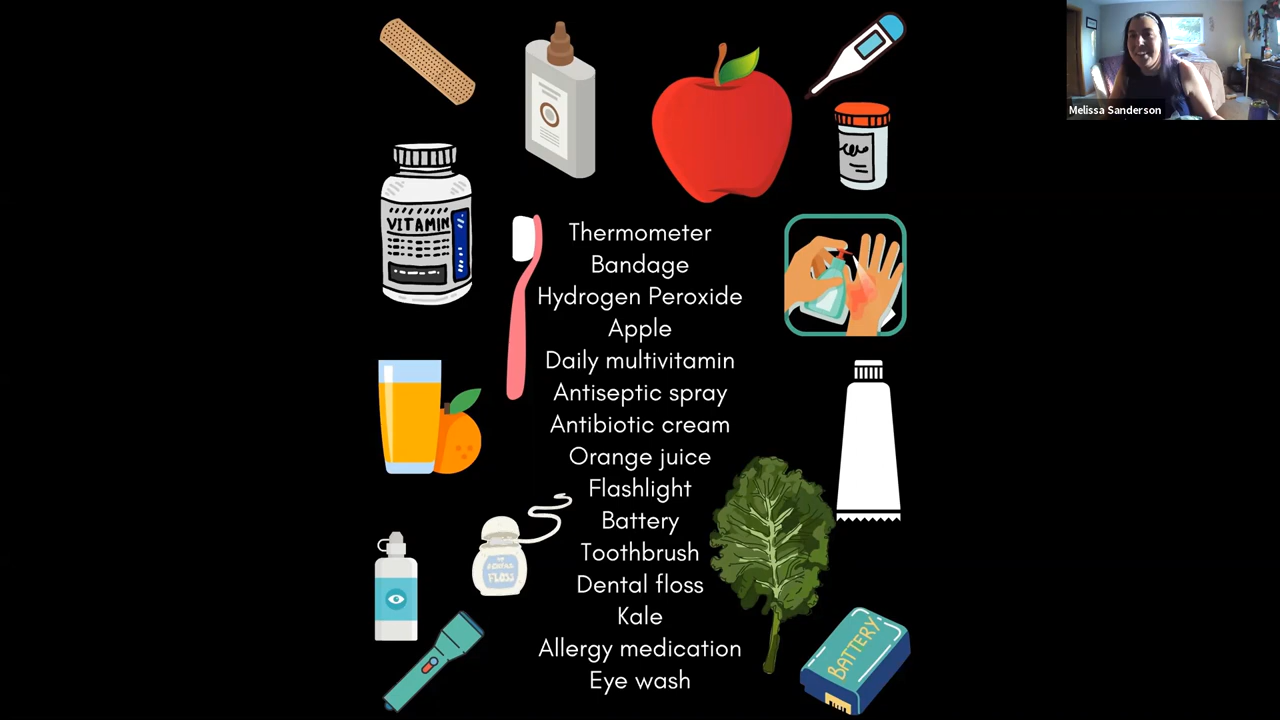 Melissa Sanderson
VITAMIN
Thermometer
Bandage
Hydrogen Peroxide
Apple
Daily multivitamin
Antiseptic spray
Antibiotic cream
Orange juice
Flashlight
Battery
Toothbrush
Dental floss
Kale
Allergy medication
Eye wash
FLOSS
BATTERY